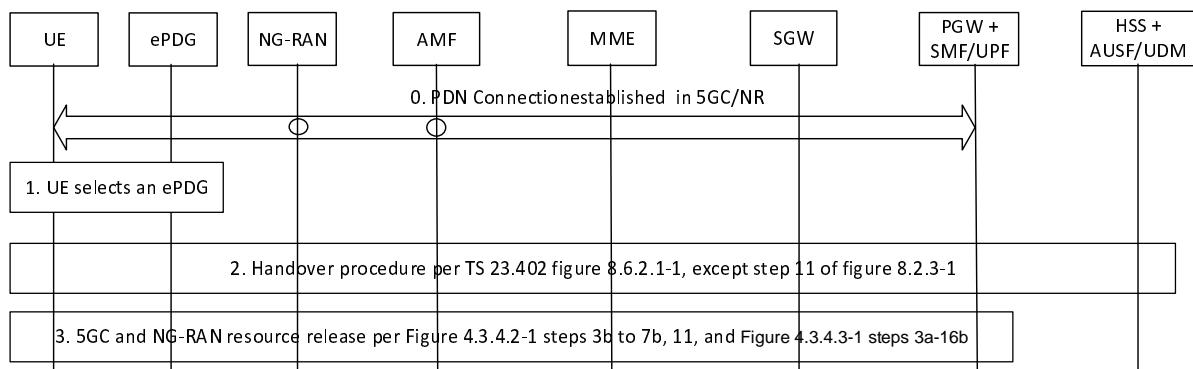 UE
ePDG
NG-RAN
AMF
MME
SGW
PGW +
SMF/UPF
HSS +
AUSF/UDM
0. PDN Connectionestablished in 5GC/NR
1. UE selects an ePDG
2. Handover procedure per TS 23.402 figure 8.6.2.1-1, except step 11 of figure 8.2.3-1
3. 5GC and NG-RAN resource release per Figure 4.3.4.2-1 steps 3b to 7b, 11, and Figure 4.3.4.3-1 steps 3a-16b